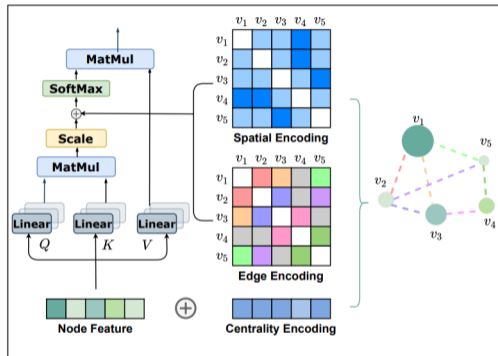 MatMul
SoftMax
Scale
MatMul
Linear
Linear
Linear
Q
K
V
Node Feature
v1 v2 v3 v4 v5
v1
v2
v3
v4
v5
Spatial Encoding
v1 v2 v3 v4 v5
v1
v2
v3
v4
v5
Edge Encoding
Centrality Encoding
v1
v5
v2
v3
v4